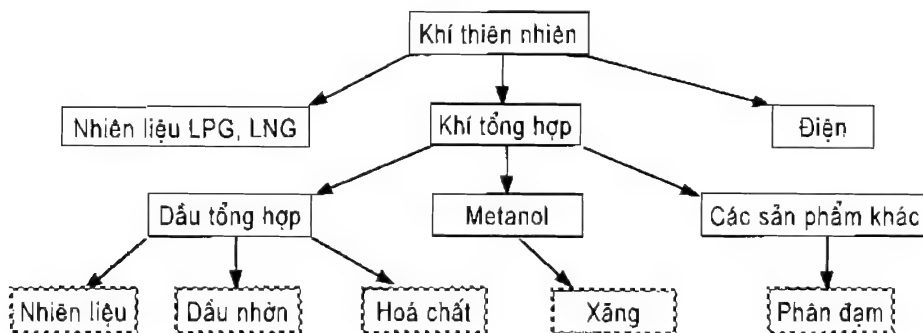 Khí thiên nhiên
Nhiên liệu LPG, LNG
Khí tổng hợp
Điện
Dầu tổng hợp
Metanol
Các sản phẩm khác
Nhiên liệu
Dầu nhờn
Hoá chất
Xăng
Phân đạm